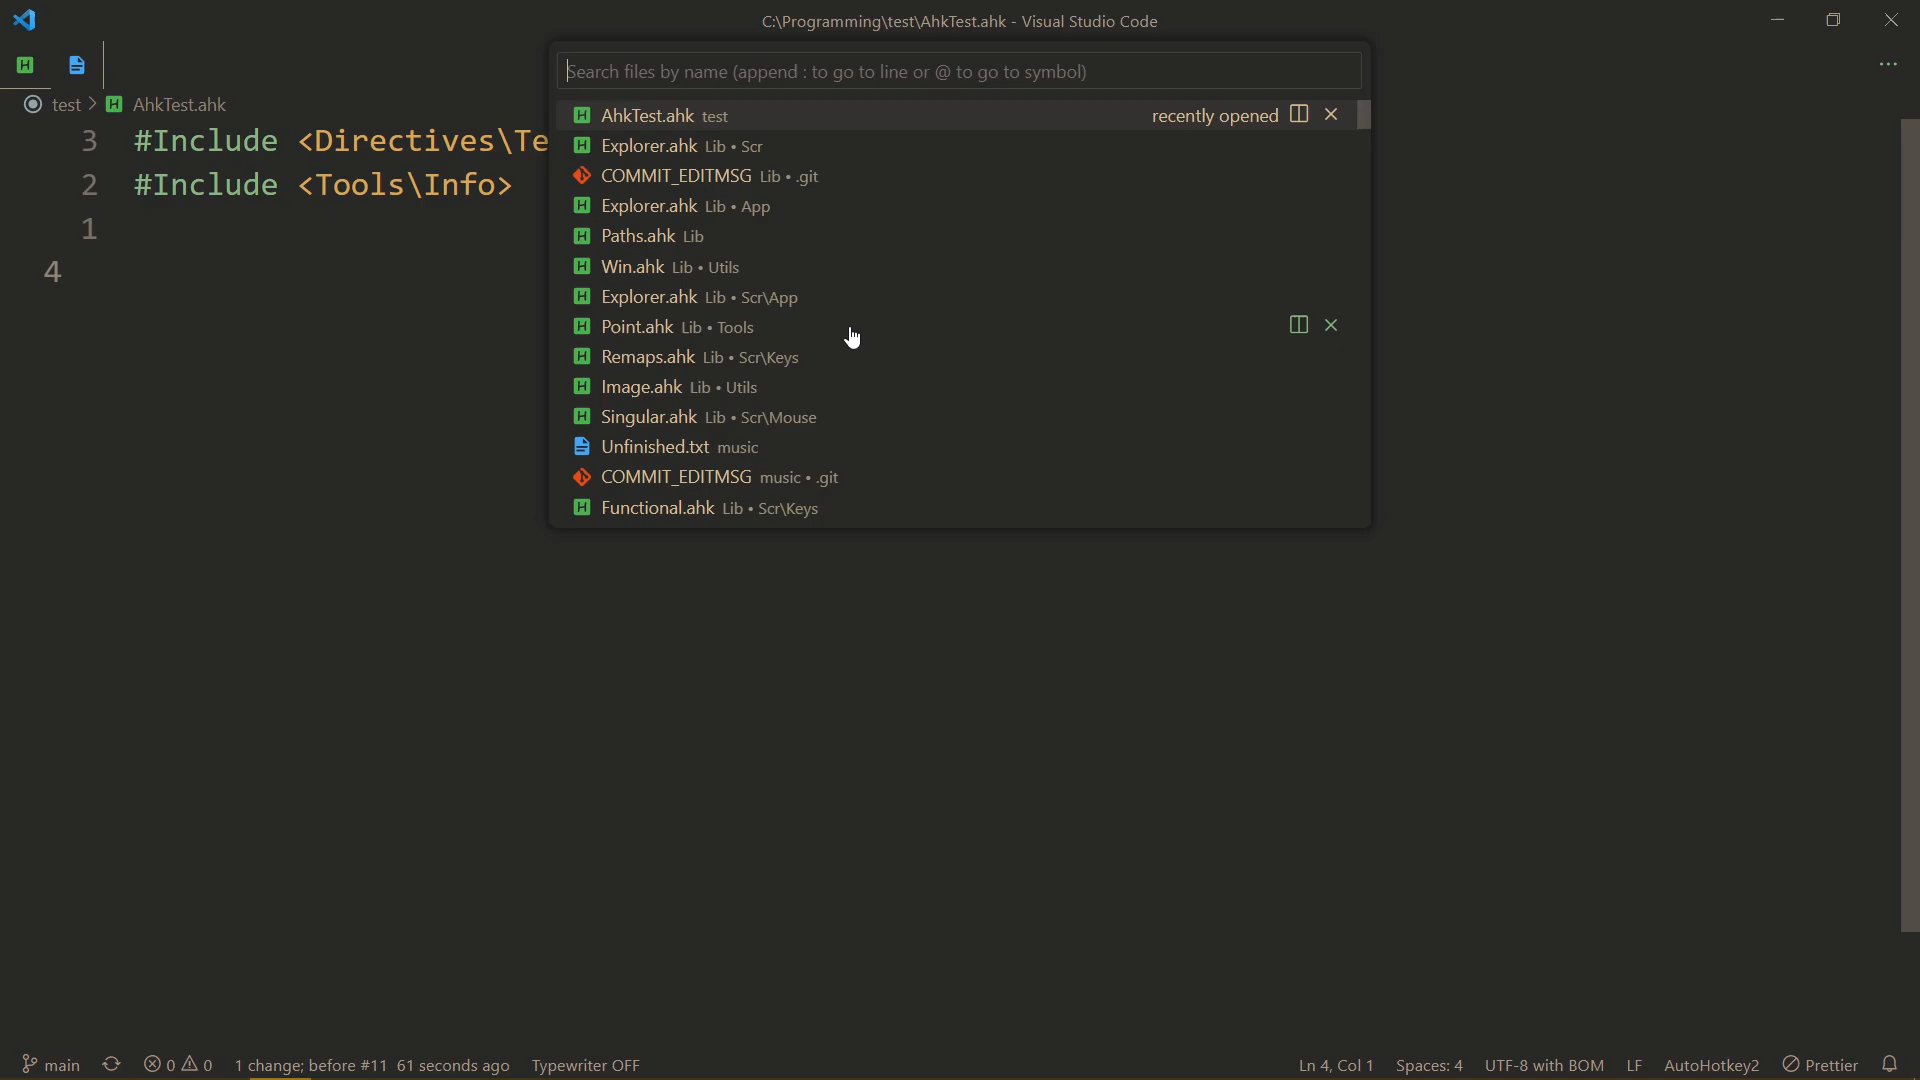 C:\Programming\test\AhkTest.ahk - Visual Studio Code
Search files by name (append : to go to line or @ to go to symbol)
test > AhkTest.ahk
3 #Include <Directives\Te
2 #Include <Tools\Info>
1
4
AhkTest.ahk test recently opened
Explorer.ahk Lib • Scr
COMMIT_EDITMSG Lib • .git
Explorer.ahk Lib • App
Paths.ahk Lib
Win.ahk Lib • Utils
Explorer.ahk Lib • Scr\App
Point.ahk Lib • Tools
Remaps.ahk Lib • Scr\Keys
Image.ahk Lib • Utils
Singular.ahk Lib • Scr\Mouse
Unfinished.txt music
COMMIT_EDITMSG music • .git
Functional.ahk Lib • Scr\Keys
main 0 0 1 change; before #11 61 seconds ago Typewriter OFF Ln 4, Col 1 Spaces: 4 UTF-8 with BOM LF AutoHotkey2 Prettier